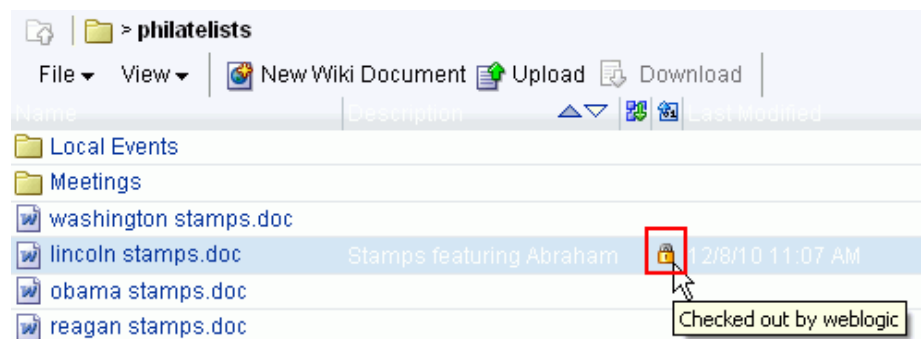 > philatelists
File View New Wiki Document Upload Download
Name Description Last Modified
Local Events
Meetings
washington stamps.doc
lincoln stamps.doc Stamps featuring Abraham 12/8/10 11:07 AM
obama stamps.doc
Checked out by weblogic
reagan stamps.doc